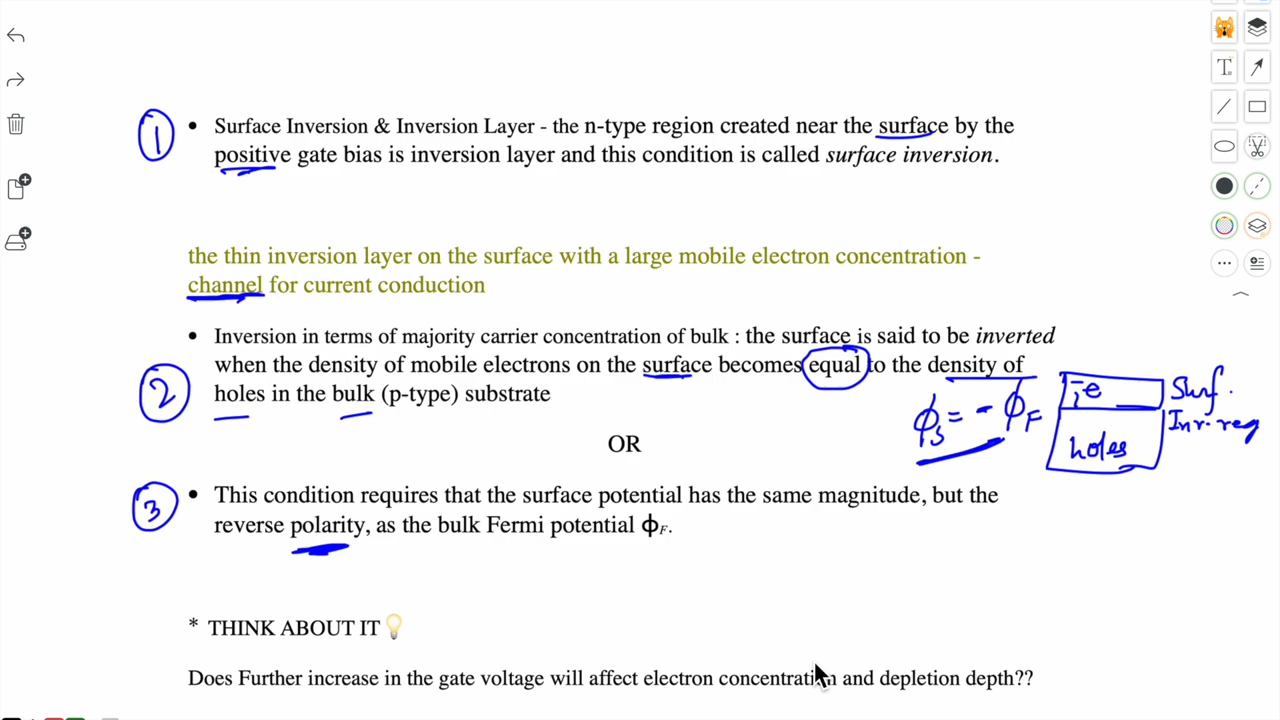 1 • Surface Inversion & Inversion Layer - the n-type region created near the surface by the
positive gate bias is inversion layer and this condition is called surface inversion.
the thin inversion layer on the surface with a large mobile electron concentration -
channel for current conduction
• Inversion in terms of majority carrier concentration of bulk : the surface is said to be inverted
when the density of mobile electrons on the surface becomes equal to the density of
2 holes in the bulk (p-type) substrate
ϕs = - ϕF
e
Surf.
Inv. reg
holes
OR
3 • This condition requires that the surface potential has the same magnitude, but the
reverse polarity, as the bulk Fermi potential ϕF.
* THINK ABOUT IT
Does Further increase in the gate voltage will affect electron concentration and depletion depth??